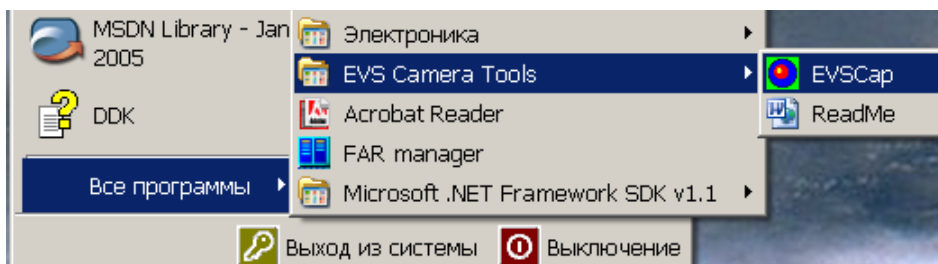 MSDN Library - Jan
2005
DDK
Все программы
Электроника
EVS Camera Tools
Acrobat Reader
FAR manager
Microsoft .NET Framework SDK v1.1
EVSCap
ReadMe
Выход из системы
Выключение